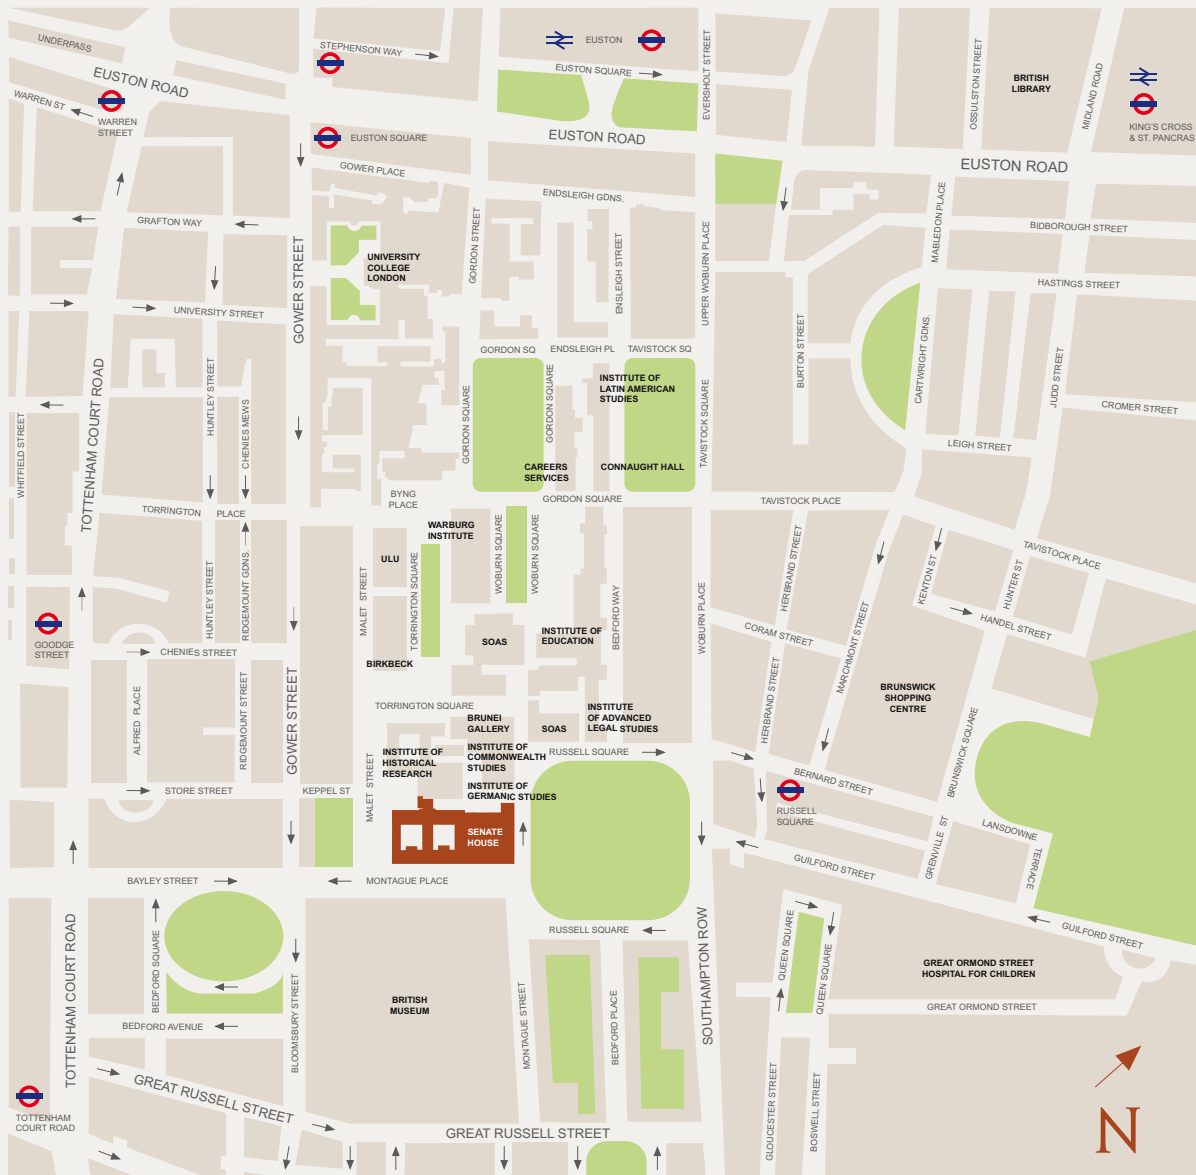 UNDERPASS
EUSTON ROAD
WARREN ST
WARREN
STREET
STEPHENSON WAY
EUSTON
EUSTON SQUARE
EVERSHOLT STREET
OSSULSTON STREET
BRITISH
LIBRARY
MIDLAND ROAD
KING'S CROSS
& ST. PANCRAS
EUSTON SQUARE
EUSTON ROAD
EUSTON ROAD
GOWER PLACE
ENDSLEIGH GDNS.
GRAFTON WAY
GOWER STREET
UNIVERSITY
COLLEGE
LONDON
GORDON STREET
ENSLEIGH STREET
UPPER WOBURN PLACE
MABLEDON PLACE
BIDBOROUGH STREET
HASTINGS STREET
UNIVERSITY STREET
GORDON SQ
ENDSLEIGH PL
TAVISTOCK SQ
BURTON STREET
CARTWRIGHT GDNS.
JUDD STREET
CROMER STREET
LEIGH STREET
WHITFIELD STREET
TOTTENHAM COURT ROAD
HUNTLEY STREET
CHENIES MEWS
GORDON SQUARE
GORDON SQUARE
INSTITUTE OF
LATIN AMERICAN
STUDIES
TAVISTOCK SQUARE
CAREERS
SERVICES
CONNAUGHT HALL
BYNG
PLACE
GORDON SQUARE
TAVISTOCK PLACE
TORRINGTON PLACE
WARBURG
INSTITUTE
ULU
MALET STREET
TORRINGTON SQUARE
WOBURN SQUARE
WOBURN SQUARE
BEDFORD WAY
WOBURN PLACE
HERBRAND STREET
KENTON ST
HUNTER ST
TAVISTOCK PLACE
HANDEL STREET
CORAM STREET
MARCHMONT STREET
HUNTLEY STREET
RIDGEMOUNT GDNS.
GOODGE
STREET
CHENIES STREET
SOAS
INSTITUTE OF
EDUCATION
BIRKBECK
ALFRED PLACE
RIDGEMOUNT STREET
GOWER STREET
TORRINGTON SQUARE
BRUNEI
GALLERY
SOAS
INSTITUTE
OF ADVANCED
LEGAL STUDIES
HERBRAND STREET
BRUNSWICK
SHOPPING
CENTRE
BRUNSWICK SQUARE
INSTITUTE OF
HISTORICAL
RESEARCH
INSTITUTE OF
COMMONWEALTH
STUDIES
INSTITUTE OF
GERMANIC STUDIES
RUSSELL SQUARE
BERNARD STREET
RUSSELL
SQUARE
STORE STREET
KEPPEL ST
MALET STREET
SENATE
HOUSE
LANSDOWNE
TERRACE
GRENVILLE ST
GUILFORD STREET
BAYLEY STREET
MONTAGUE PLACE
RUSSELL SQUARE
GUILFORD STREET
TOTTENHAM COURT ROAD
BEDFORD SQUARE
BLOOMSBURY STREET
BRITISH
MUSEUM
MONTAGUE STREET
BEDFORD PLACE
SOUTHAMPTON ROW
QUEEN SQUARE
QUEEN SQUARE
GREAT ORMOND STREET
HOSPITAL FOR CHILDREN
GREAT ORMOND STREET
BEDFORD AVENUE
GREAT RUSSELL STREET
TOTTENHAM
COURT ROAD
GREAT RUSSELL STREET
GLOUCESTER STREET
BOSWELL STREET
N